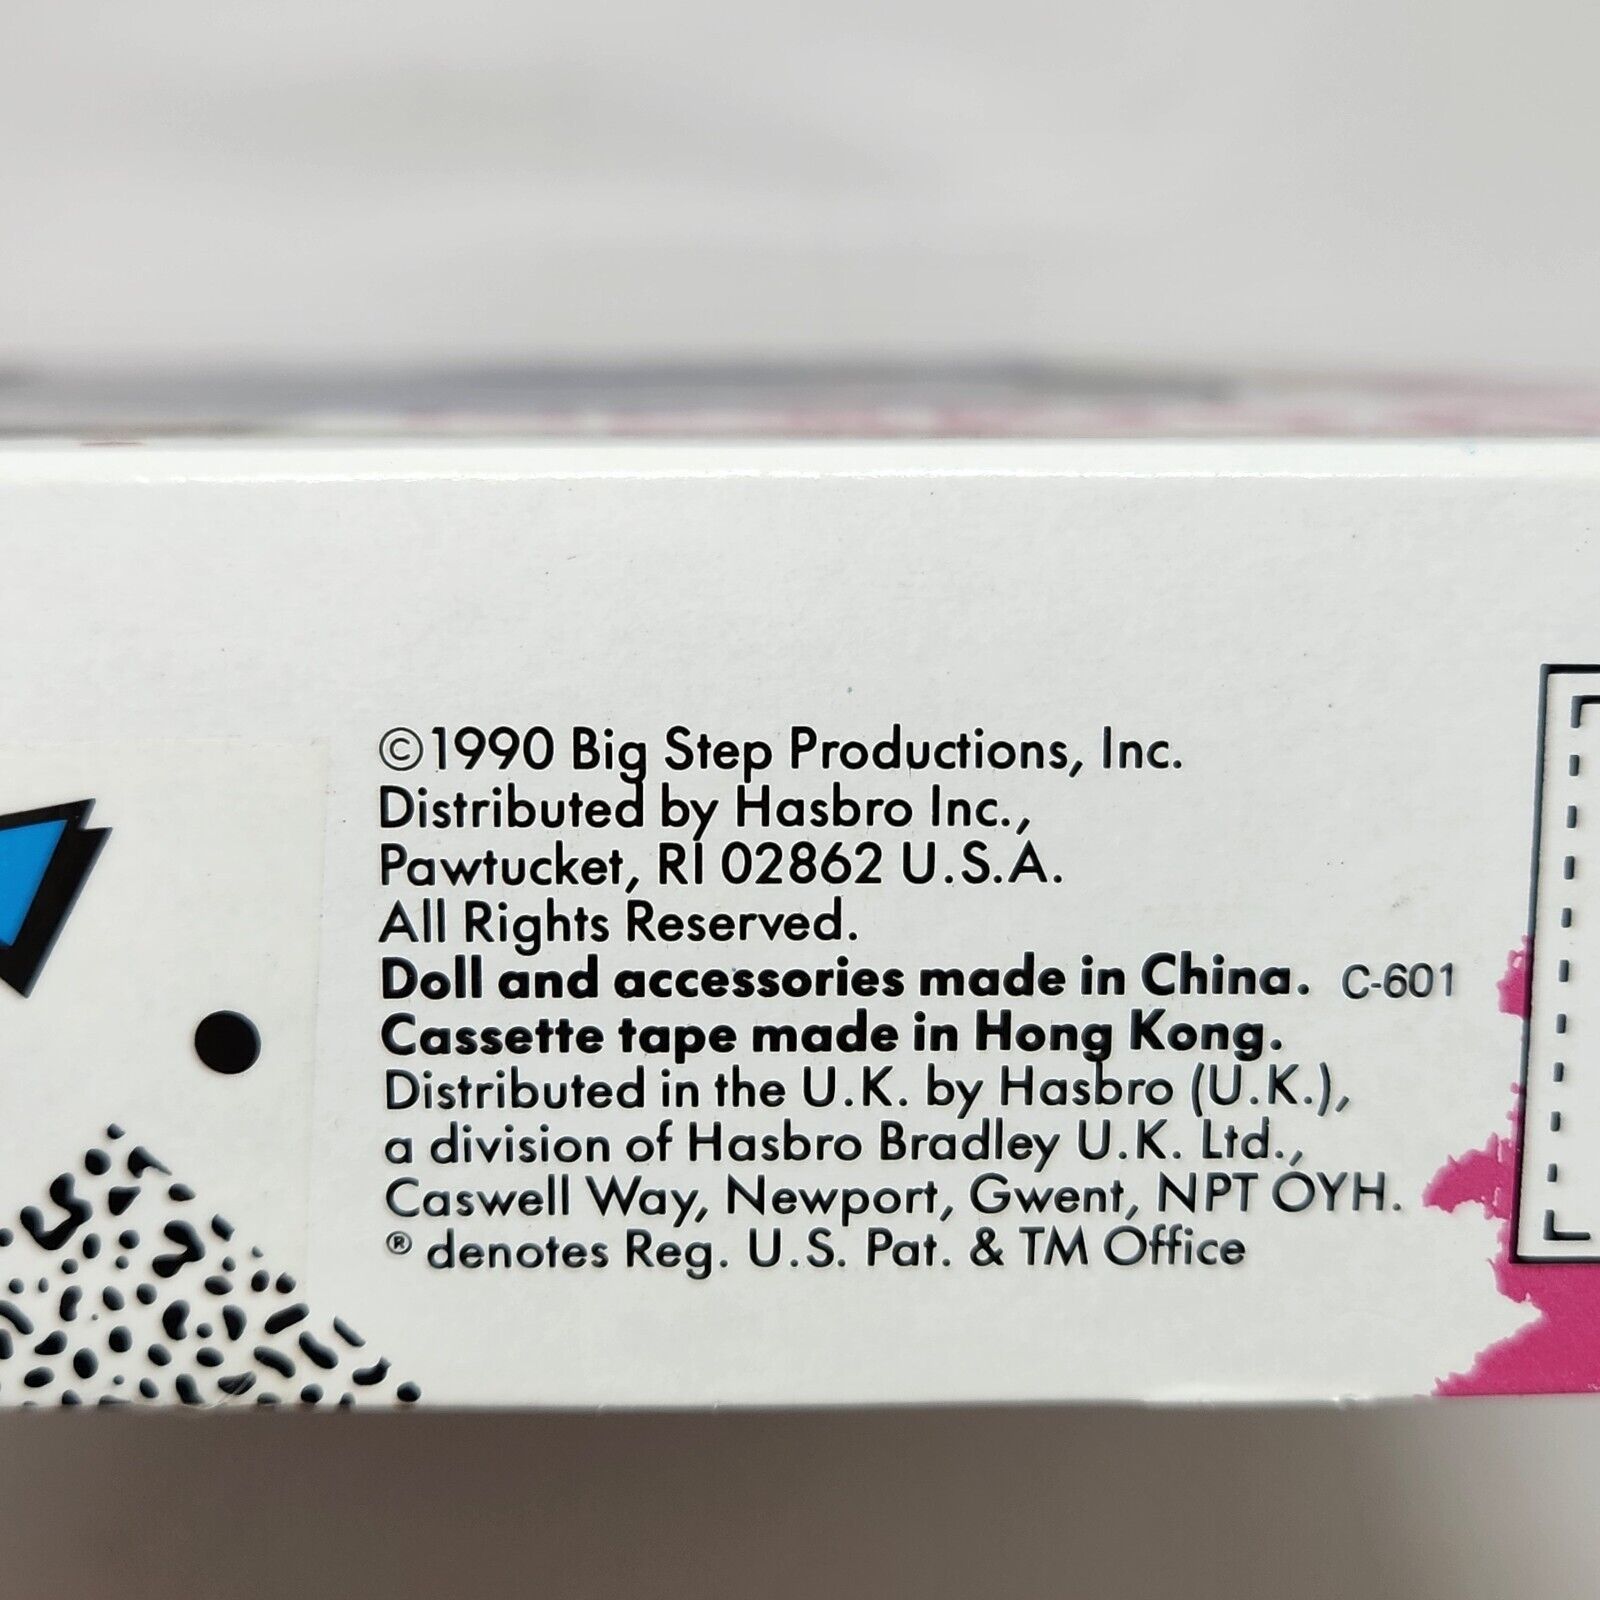 ©1990 Big Step Productions, Inc.
Distributed by Hasbro Inc.,
Pawtucket, RI 02862 U.S.A.
All Rights Reserved.
Doll and accessories made in China. C-601
Cassette tape made in Hong Kong.
Distributed in the U.K. by Hasbro (U.K.),
a division of Hasbro Bradley U.K. Ltd.,
Caswell Way, Newport, Gwent, NPT OYH.
® denotes Reg. U.S. Pat. & TM Office